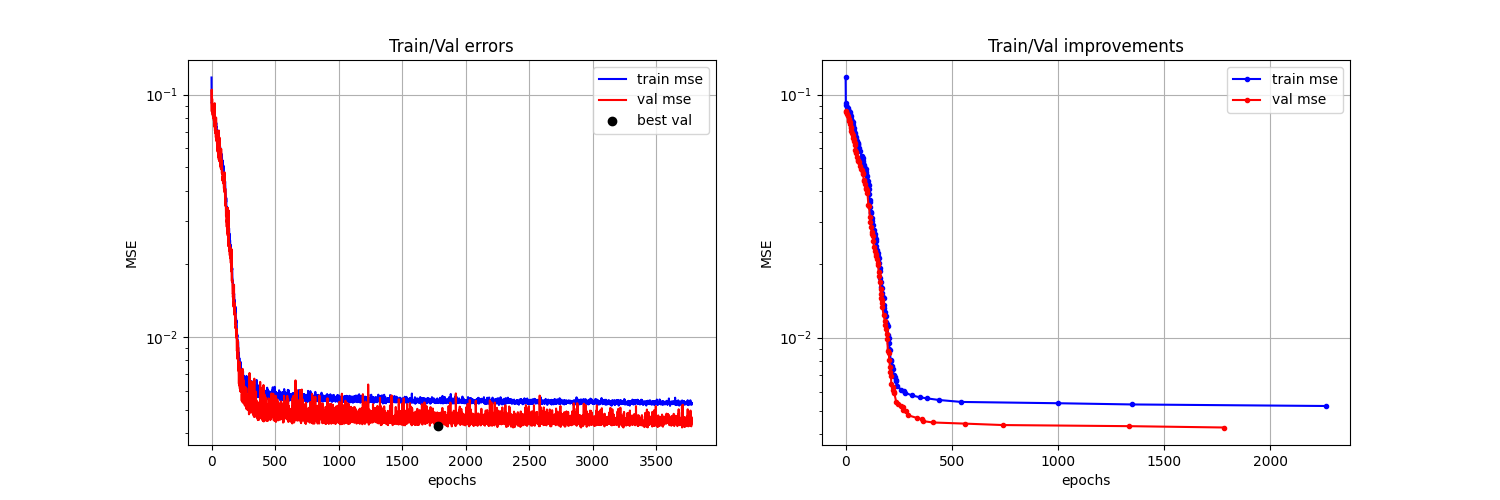 Train/Val errors
train mse
val mse
best val
10⁻¹
10⁻²
MSE
0 500 1000 1500 2000 2500 3000 3500
epochs
Train/Val improvements
train mse
val mse
10⁻¹
10⁻²
MSE
0 500 1000 1500 2000
epochs